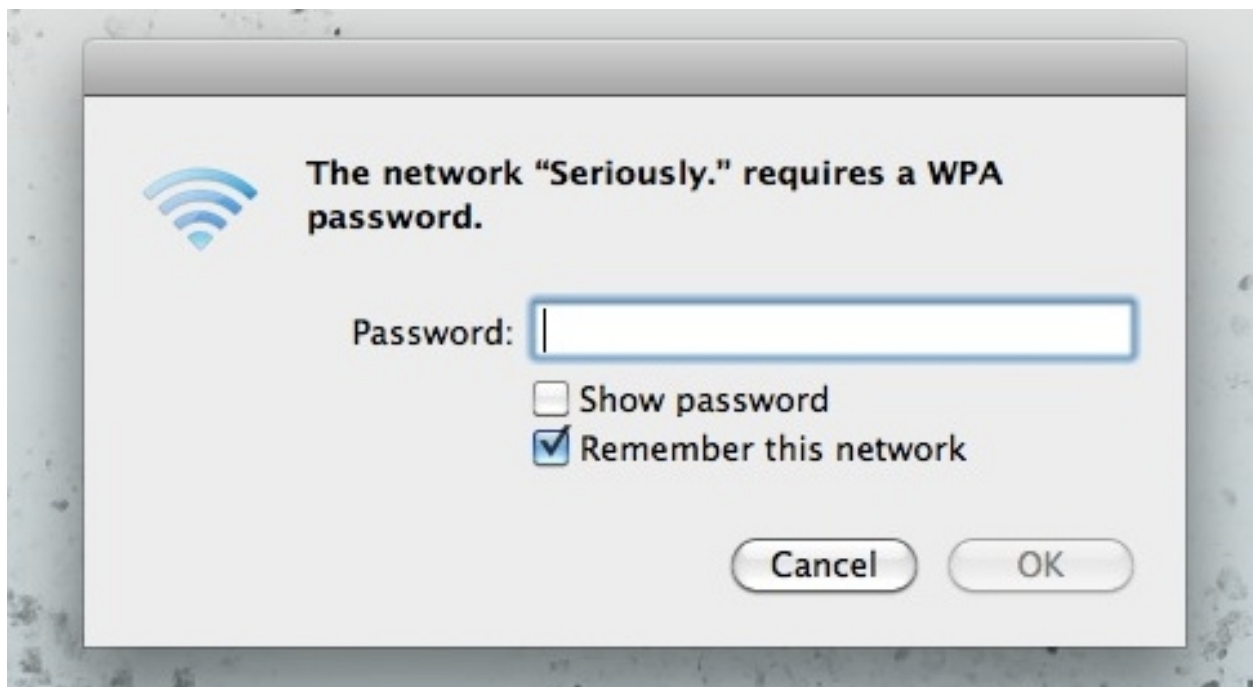 The network “Seriously.” requires a WPA
password.
Password:
Show password
Remember this network
Cancel
OK